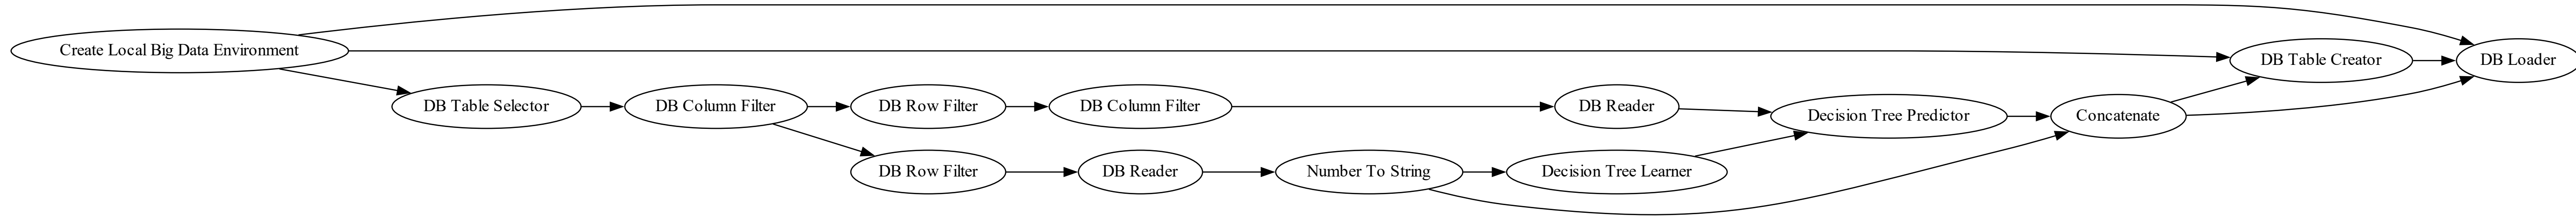 Create Local Big Data Environment
DB Table Selector
DB Column Filter
DB Row Filter
DB Column Filter
DB Reader
DB Row Filter
DB Reader
Number To String
Decision Tree Learner
Decision Tree Predictor
Concatenate
DB Table Creator
DB Loader